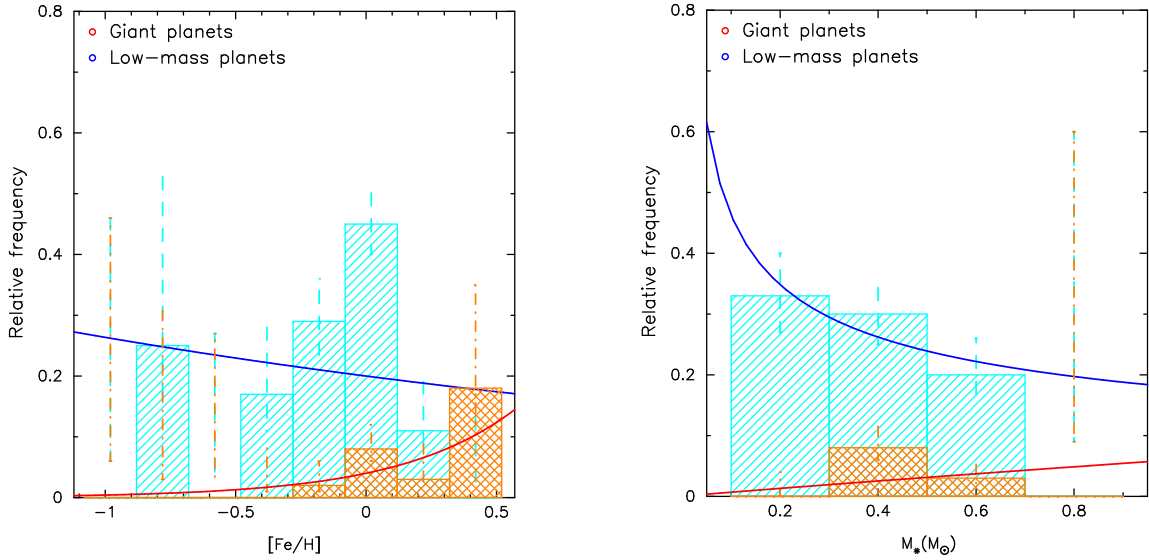 Giant planets
Low-mass planets
Relative frequency
0.8
0.6
0.4
0.2
0
-1
-0.5
0
0.5
[Fe/H]
Giant planets
Low-mass planets
Relative frequency
0.8
0.6
0.4
0.2
0
0.2
0.4
0.6
0.8
M*(M☉)